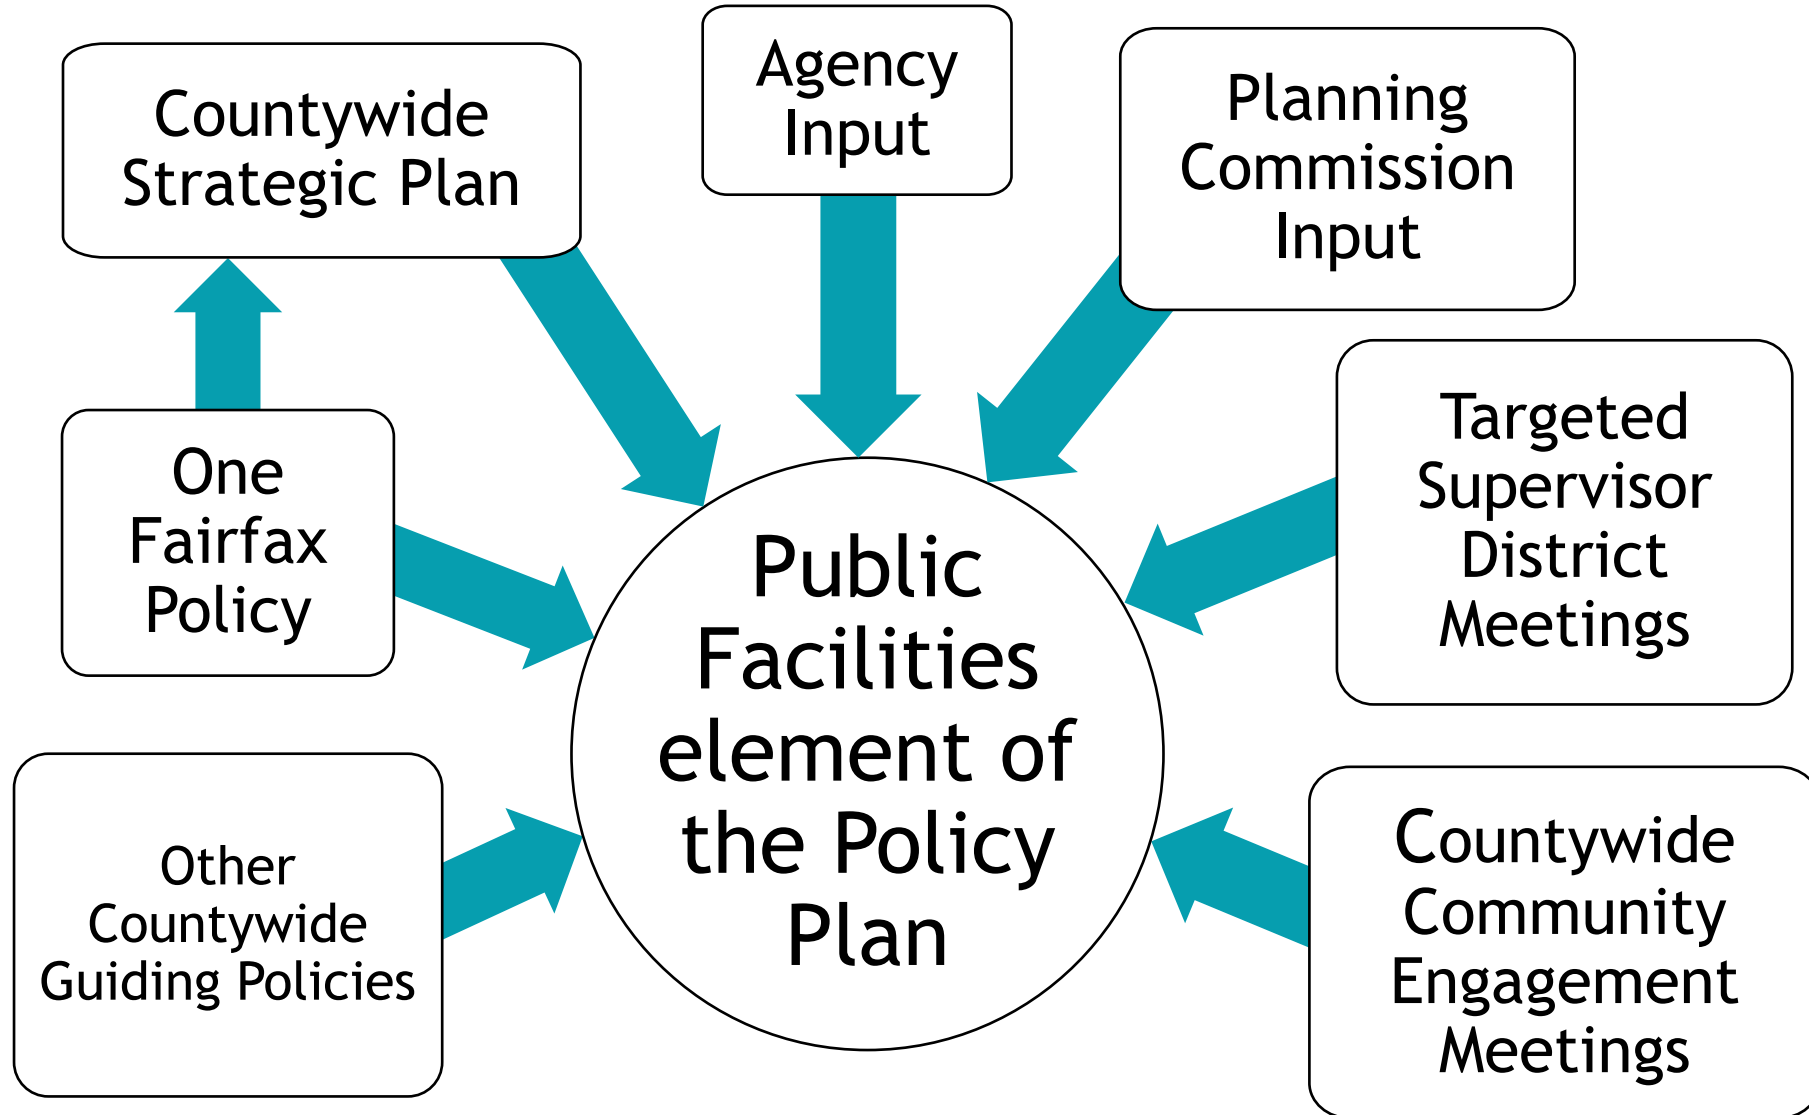 Countywide
Strategic Plan
Agency
Input
Planning
Commission
Input
One
Fairfax
Policy
Targeted
Supervisor
District
Meetings
Public
Facilities
element of
the Policy
Plan
Other
Countywide
Guiding Policies
Countywide
Community
Engagement
Meetings